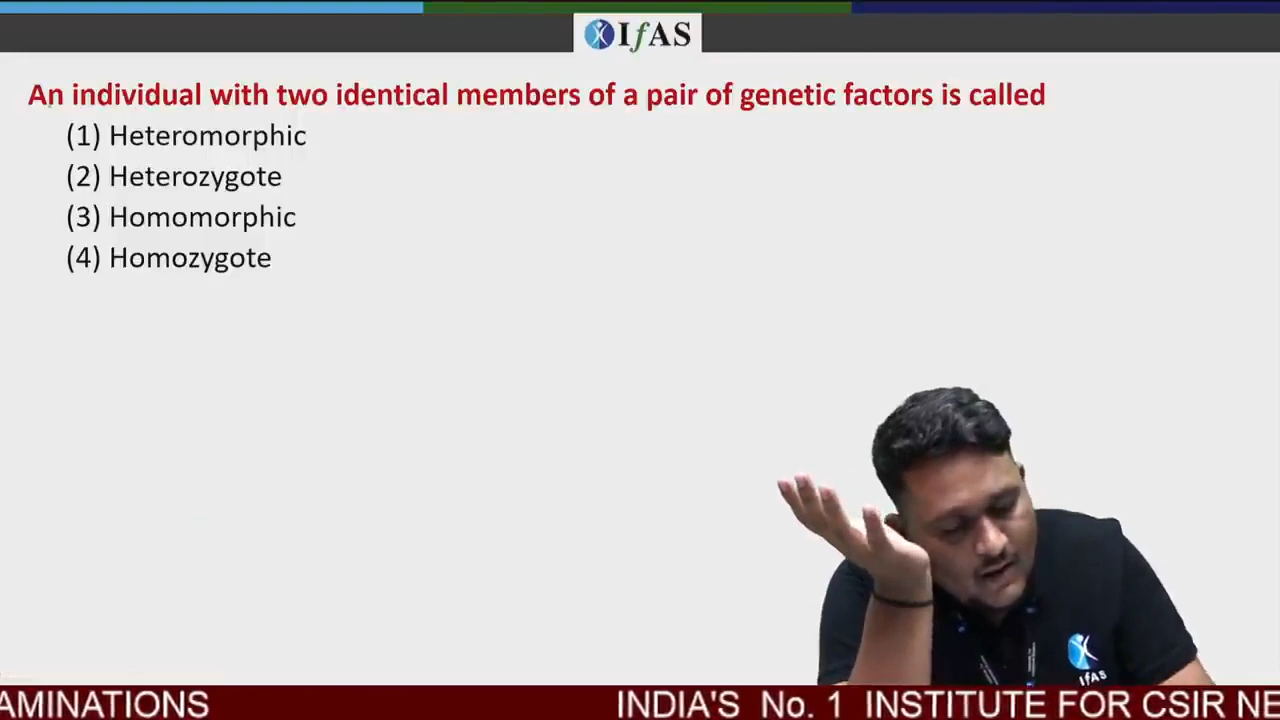 IfAS
An individual with two identical members of a pair of genetic factors is called
(1) Heteromorphic
(2) Heterozygote
(3) Homomorphic
(4) Homozygote
IfAS
AMINATIONS INDIA'S No. 1 INSTITUTE FOR CSIR NE